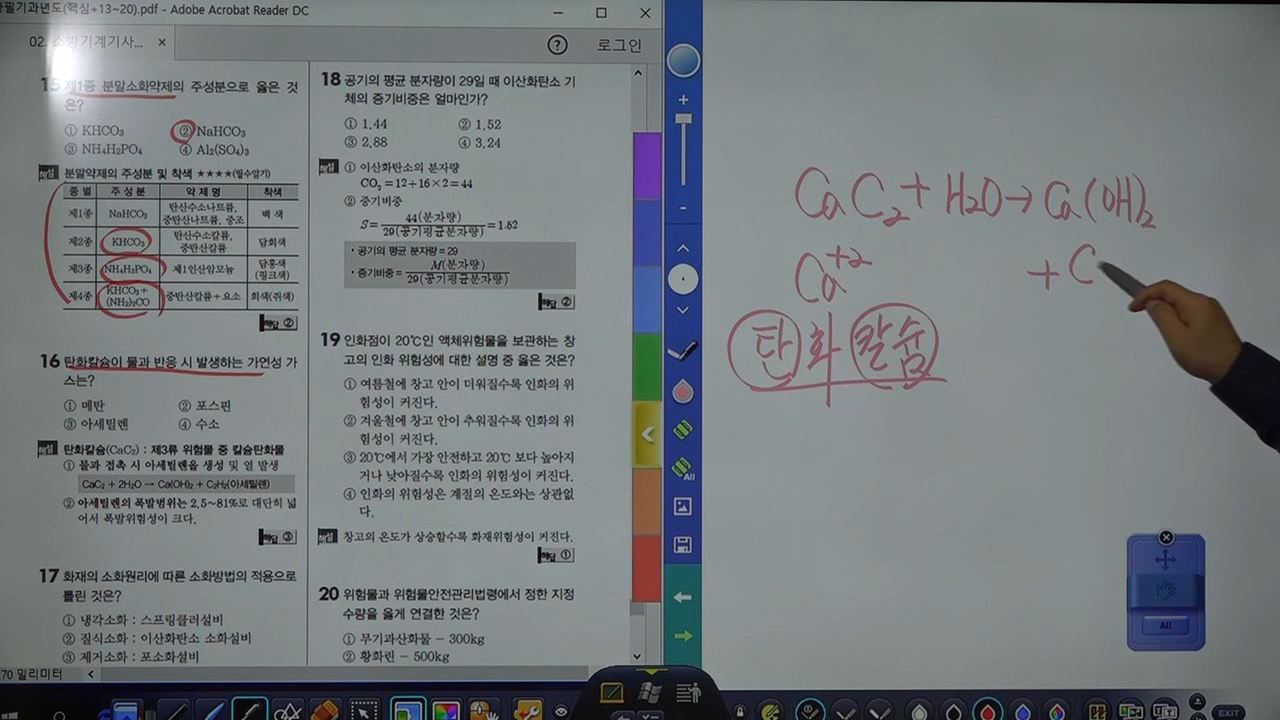 필기과년도(핵심+13~20).pdf - Adobe Acrobat Reader DC
02. 소방기계기사... ×
로그인
15 제1종 분말소화약제의 주성분으로 옳은 것
은?
① KHCO₃ ② NaHCO₃
③ NH₄H₂PO₄ ④ Al₂(SO₄)₃
해설 분말약제의 주성분 및 착색 ★★★★(필수암기)
종 별 주 성 분 약 제 명 착색
제1종 NaHCO₃ 탄산수소나트륨, 중탄산나트륨, 중조 백 색
제2종 KHCO₃ 탄산수소칼륨, 중탄산칼륨 담회색
제3종 NH₄H₂PO₄ 제1인산암모늄 담홍색 (핑크색)
제4종 KHCO₃+ (NH₂)₂CO 중탄산칼륨+요소 회색(쥐색)
해답 ②
16 탄화칼슘이 물과 반응 시 발생하는 가연성 가
스는?
① 메탄 ② 포스핀
③ 아세틸렌 ④ 수소
해설 탄화칼슘(CaC₂) : 제3류 위험물 중 칼슘탄화물
① 물과 접촉 시 아세틸렌을 생성 및 열 발생
CaC₂ + 2H₂O → Ca(OH)₂ + C₂H₂(아세틸렌)
② 아세틸렌의 폭발범위는 2.5~81%로 대단히 넓
어서 폭발위험성이 크다.
해답 ③
17 화재의 소화원리에 따른 소화방법의 적용으로
틀린 것은?
① 냉각소화 : 스프링클러설비
② 질식소화 : 이산화탄소 소화설비
③ 제거소화 : 포소화설비
18 공기의 평균 분자량이 29일 때 이산화탄소 기
체의 증기비중은 얼마인가?
① 1.44 ② 1.52
③ 2.88 ④ 3.24
해설 ① 이산화탄소의 분자량
CO₂=12+16×2=44
② 증기비중
S=44(분자량)/29(공기평균분자량)=1.52
• 공기의 평균 분자량=29
• 증기비중=M(분자량)/29(공기평균분자량)
해답 ②
19 인화점이 20℃인 액체위험물을 보관하는 창
고의 인화 위험성에 대한 설명 중 옳은 것은?
① 여름철에 창고 안이 더워질수록 인화의 위
험성이 커진다.
② 겨울철에 창고 안이 추워질수록 인화의 위
험성이 커진다.
③ 20℃에서 가장 안전하고 20℃ 보다 높아지
거나 낮아질수록 인화의 위험성이 커진다.
④ 인화의 위험성은 계절의 온도와는 상관없
다.
해설 창고의 온도가 상승할수록 화재위험성이 커진다.
해답 ①
20 위험물과 위험물안전관리법령에서 정한 지정
수량을 옳게 연결한 것은?
① 무기과산화물 - 300kg
② 황화린 - 500kg
70 밀리미터
CaC₂ + H₂O → Ca(OH)₂
Ca⁺² + C
탄화칼슘
All
All
EXIT